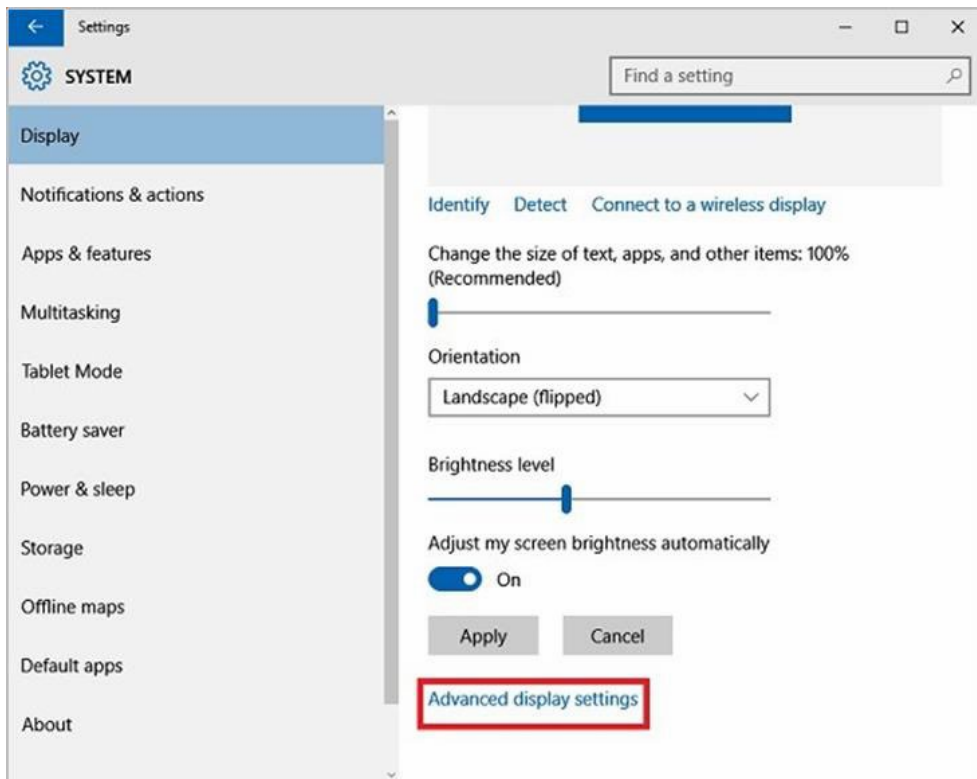 Settings
SYSTEM
Find a setting
Display
Notifications & actions
Apps & features
Multitasking
Tablet Mode
Battery saver
Power & sleep
Storage
Offline maps
Default apps
About
Identify Detect Connect to a wireless display
Change the size of text, apps, and other items: 100%
(Recommended)
Orientation
Landscape (flipped)
Brightness level
Adjust my screen brightness automatically
On
Apply Cancel
Advanced display settings